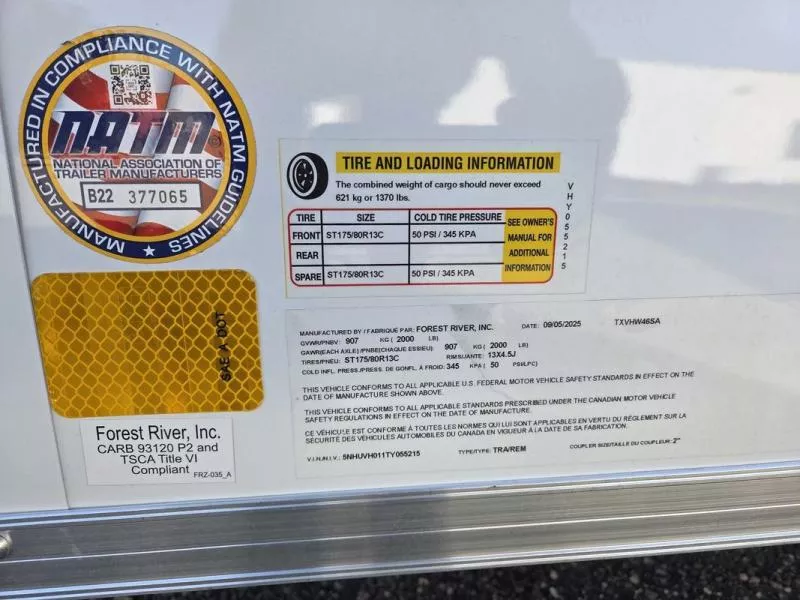 MANUFACTURED IN COMPLIANCE WITH NATM GUIDELINES
NATM
NATIONAL ASSOCIATION OF
TRAILER MANUFACTURERS
B22 377065
SAE A DOT
Forest River, Inc.
CARB 93120 P2 and
TSCA Title VI
Compliant
FRZ-035_A
TIRE AND LOADING INFORMATION
The combined weight of cargo should never exceed
621 kg or 1370 lbs.
TIRE SIZE COLD TIRE PRESSURE
FRONT ST175/80R13C 50 PSI / 345 KPA
REAR
SPARE ST175/80R13C 50 PSI / 345 KPA
SEE OWNER'S
MANUAL FOR
ADDITIONAL
INFORMATION
VHY055215
MANUFACTURED BY / FABRIQUE PAR: FOREST RIVER, INC. DATE: 09/05/2025 TXVHW46SA
GVWR/PNBV: 907 KG ( 2000 LB)
GAWR(EACH AXLE) /PNBE(CHAQUE ESSIEU): 907 KG ( 2000 LB)
TIRES/PNEU: ST175/80R13C RIMS/JANTE: 13X4.5J
COLD INFL. PRESS./PRESS. DE GONFL. À FROID: 345 KPA ( 50 PSI/LPC)
THIS VEHICLE CONFORMS TO ALL APPLICABLE U.S. FEDERAL MOTOR VEHICLE SAFETY STANDARDS IN EFFECT ON THE
DATE OF MANUFACTURE SHOWN ABOVE.
THIS VEHICLE CONFORMS TO ALL APPLICABLE STANDARDS PRESCRIBED UNDER THE CANADIAN MOTOR VEHICLE
SAFETY REGULATIONS IN EFFECT ON THE DATE OF MANUFACTURE.
CE VÉHICULE EST CONFORME À TOUTES LES NORMES QUI LUI SONT APPLICABLES EN VERTU DU RÈGLEMENT SUR LA
SÉCURITÉ DES VÉHICULES AUTOMOBILES DU CANADA EN VIGUEUR À LA DATE DE SA FABRICATION.
V.I.N./N.I.V.: 5NHUVH011TY055215 TYPE/TYPE: TRA/REM COUPLER SIZE/TAILLE DU COUPLEUR: 2"